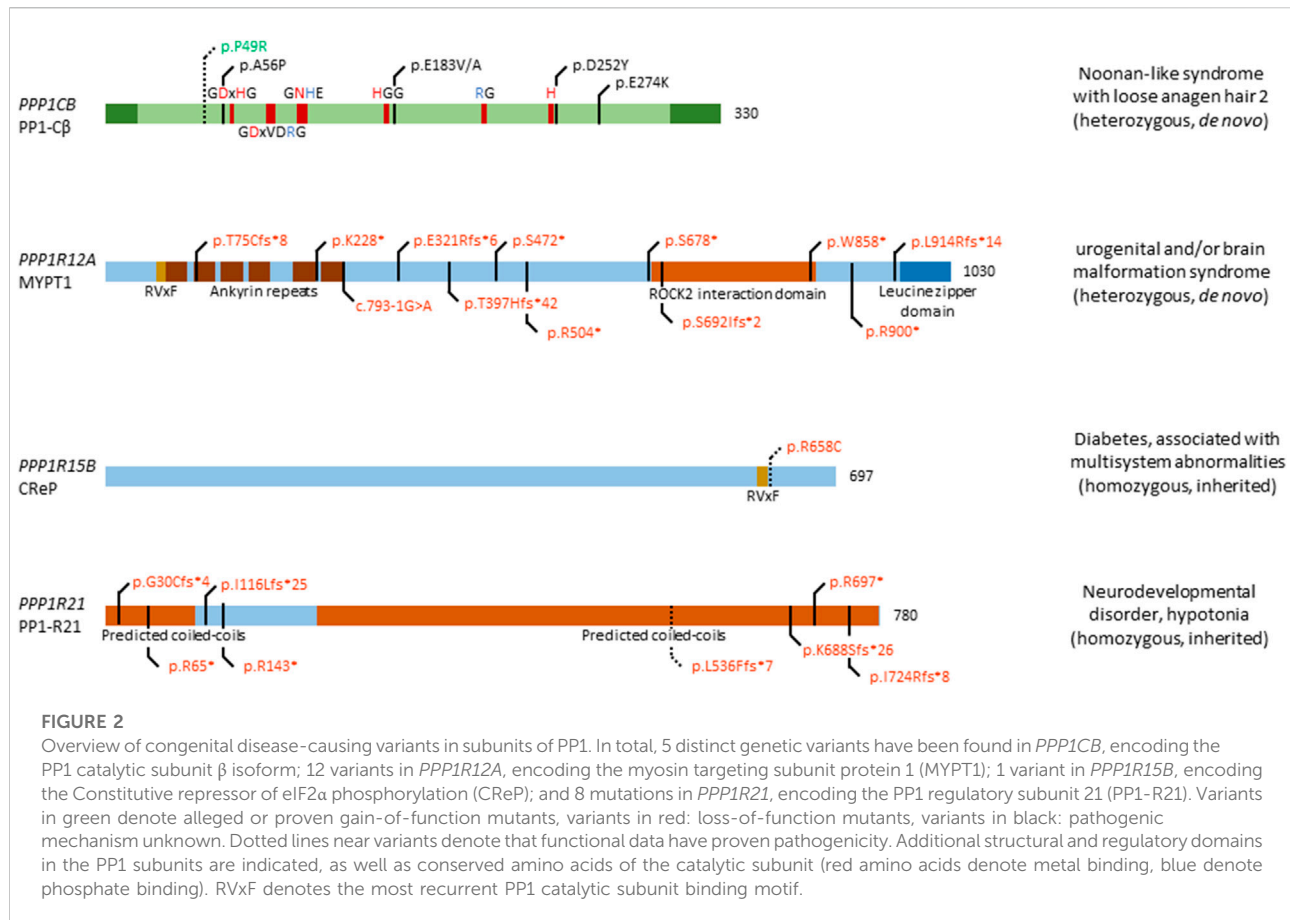 p.P49R
p.A56P
p.E183V/A
p.D252Y
p.E274K
GDxHG
GNHE
HGG
RG
H
PPP1CB
PP1-Cβ
330
GDxVDRG
Noonan-like syndrome
with loose anagen hair 2
(heterozygous, de novo)
p.T75Cfs*8
p.K228*
p.E321Rfs*6
p.S472*
p.S678*
p.W858*
p.L914Rfs*14
PPP1R12A
MYPT1
1030
RVxF
Ankyrin repeats
ROCK2 interaction domain
Leucine zipper
domain
c.793-1G>A
p.T397Hfs*42
p.R504*
p.S692Ifs*2
p.R900*
urogenital and/or brain
malformation syndrome
(heterozygous, de novo)
p.R658C
PPP1R15B
CReP
697
RVxF
Diabetes, associated with
multisystem abnormalities
(homozygous, inherited)
p.G30Cfs*4
p.I116Lfs*25
p.R697*
PPP1R21
PP1-R21
780
Predicted coiled-coils
Predicted coiled-coils
p.R65*
p.R143*
p.L536Ffs*7
p.K688Sfs*26
p.I724Rfs*8
Neurodevelopmental
disorder, hypotonia
(homozygous, inherited)
FIGURE 2
Overview of congenital disease-causing variants in subunits of PP1. In total, 5 distinct genetic variants have been found in PPP1CB, encoding the
PP1 catalytic subunit β isoform; 12 variants in PPP1R12A, encoding the myosin targeting subunit protein 1 (MYPT1); 1 variant in PPP1R15B, encoding
the Constitutive repressor of eIF2α phosphorylation (CReP); and 8 mutations in PPP1R21, encoding the PP1 regulatory subunit 21 (PP1-R21). Variants
in green denote alleged or proven gain-of-function mutants, variants in red: loss-of-function mutants, variants in black: pathogenic
mechanism unknown. Dotted lines near variants denote that functional data have proven pathogenicity. Additional structural and regulatory domains
in the PP1 subunits are indicated, as well as conserved amino acids of the catalytic subunit (red amino acids denote metal binding, blue denote
phosphate binding). RVxF denotes the most recurrent PP1 catalytic subunit binding motif.